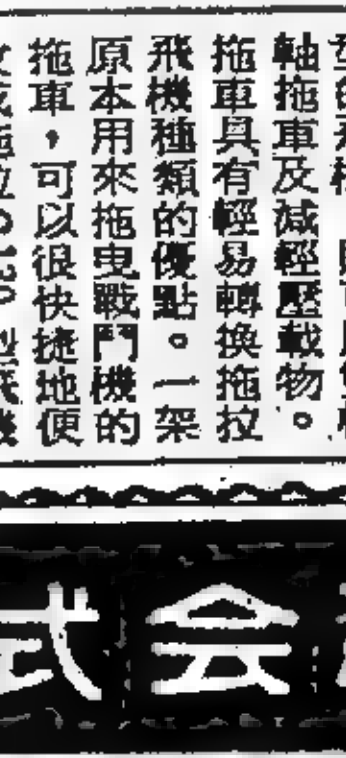 軸拖車及減輕壓載物。
拖車具有輕易轉換拖拉
飛機種類的優點。一架
原本用來拖曳戰鬥機的
拖車，可以很快捷地便
会式